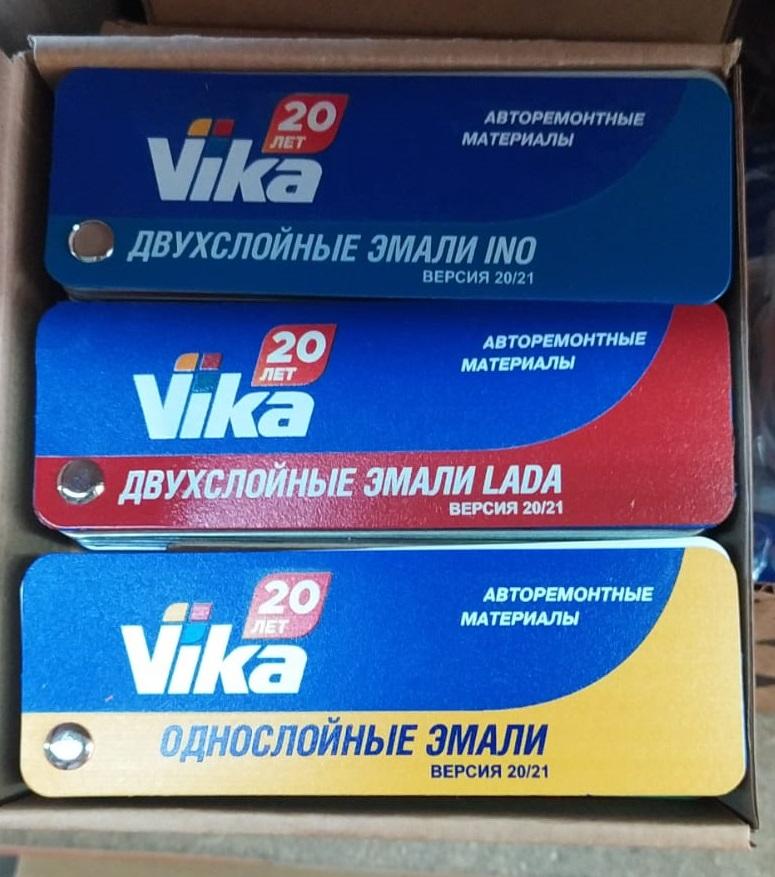 20
ЛЕТ
Vika
АВТОРЕМОНТНЫЕ
МАТЕРИАЛЫ
ДВУХСЛОЙНЫЕ ЭМАЛИ INO
ВЕРСИЯ 20/21
20
ЛЕТ
Vika
АВТОРЕМОНТНЫЕ
МАТЕРИАЛЫ
ДВУХСЛОЙНЫЕ ЭМАЛИ LADA
ВЕРСИЯ 20/21
20
ЛЕТ
Vika
АВТОРЕМОНТНЫЕ
МАТЕРИАЛЫ
ОДНОСЛОЙНЫЕ ЭМАЛИ
ВЕРСИЯ 20/21